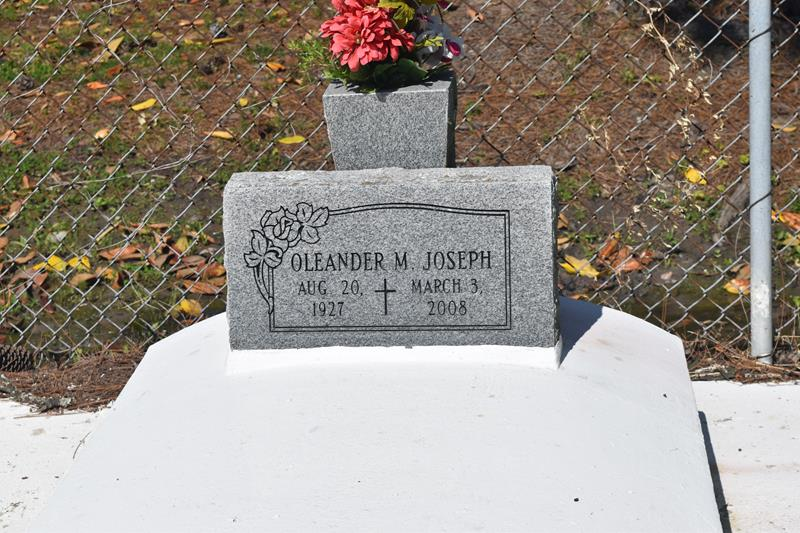 OLEANDER M. JOSEPH
AUG 20, MARCH 3,
1927 2008